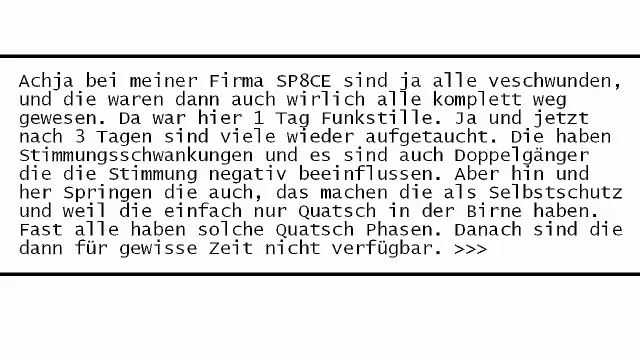 Achja bei meiner Firma SP8CE sind ja alle veschwunden,
und die waren dann auch wirlich alle komplett weg
gewesen. Da war hier 1 Tag Funkstille. Ja und jetzt
nach 3 Tagen sind viele wieder aufgetaucht. Die haben
Stimmungsschwankungen und es sind auch Doppelgänger
die die Stimmung negativ beeinflussen. Aber hin und
her Springen die auch, das machen die als Selbstschutz
und weil die einfach nur Quatsch in der Birne haben.
Fast alle haben solche Quatsch Phasen. Danach sind die
dann für gewisse Zeit nicht verfügbar. >>>